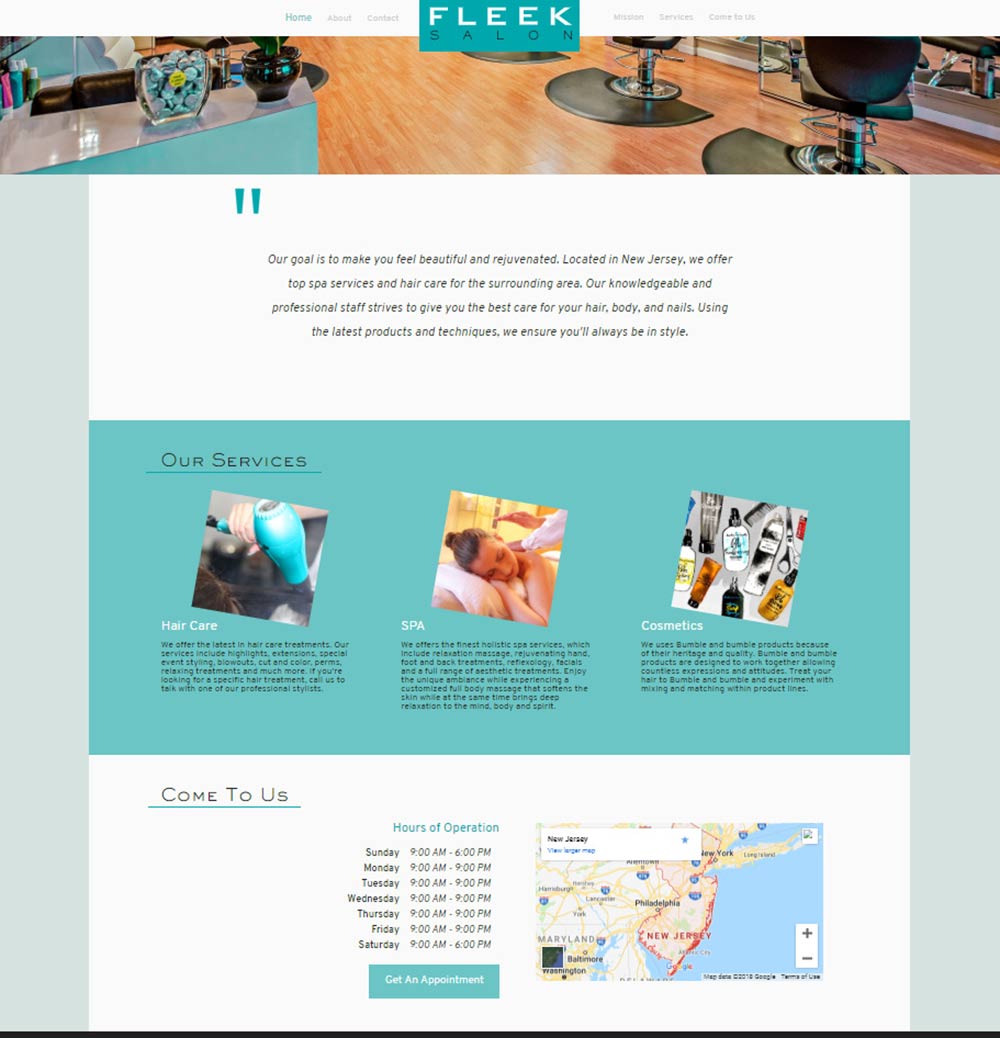 Home About Contact
FLEEK
SALON
Mission Services Come to Us
"
Our goal is to make you feel beautiful and rejuvenated. Located in New Jersey, we offer
top spa services and hair care for the surrounding area. Our knowledgeable and
professional staff strives to give you the best care for your hair, body, and nails. Using
the latest products and techniques, we ensure you'll always be in style.
Our Services
Hair Care
We offer the latest in hair care treatments. Our
services include highlights, extensions, special
event styling, blowouts, cut and color, perms,
relaxing treatments and much more. If you're
looking for a specific hair treatment, call us to
talk with one of our professional stylists.
SPA
We offers the finest holistic spa services, which
include relaxation massage, rejuvenating hand,
foot and back treatments, reflexology, facials
and a full range of aesthetic treatments. Enjoy
the unique ambiance while experiencing a
customized full body massage that softens the
skin while at the same time brings deep
relaxation to the mind, body and spirit.
Cosmetics
We uses Bumble and bumble products because
of their heritage and quality. Bumble and bumble
products are designed to work together allowing
countless expressions and attitudes. Treat your
hair to Bumble and bumble and experiment with
mixing and matching within product lines.
Come To Us
Hours of Operation
Sunday 9:00 AM - 6:00 PM
Monday 9:00 AM - 9:00 PM
Tuesday 9:00 AM - 9:00 PM
Wednesday 9:00 AM - 9:00 PM
Thursday 9:00 AM - 9:00 PM
Friday 9:00 AM - 9:00 PM
Saturday 9:00 AM - 6:00 PM
Get An Appointment
New Jersey
View larger map
Allentown
New York
Long Island
Harrisburg
Hershey
Lancaster
York
Philadelphia
NEW JERSEY
MARYLAND
Atlantic City
Baltimore
Google
Washington
DELAWARE
Map data ©2018 Google Terms of Use